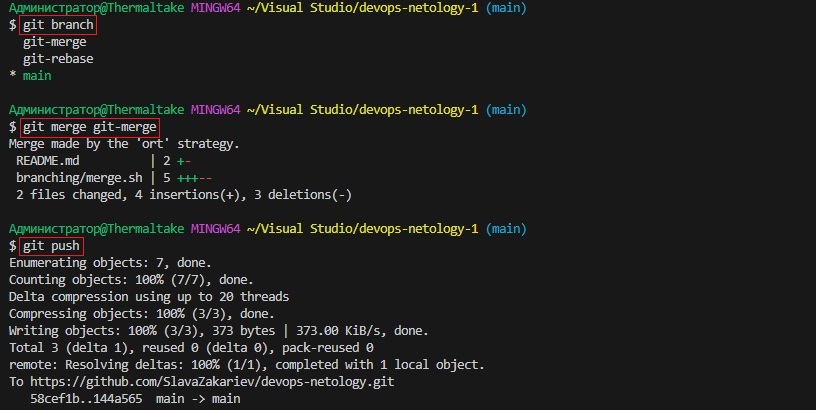 Администратор@Thermaltake MINGW64 ~/Visual Studio/devops-netology-1 (main)
$ git branch
  git-merge
  git-rebase
* main

Администратор@Thermaltake MINGW64 ~/Visual Studio/devops-netology-1 (main)
$ git merge git-merge
Merge made by the 'ort' strategy.
 README.md          | 2 +-
 branching/merge.sh | 5 +++--
 2 files changed, 4 insertions(+), 3 deletions(-)

Администратор@Thermaltake MINGW64 ~/Visual Studio/devops-netology-1 (main)
$ git push
Enumerating objects: 7, done.
Counting objects: 100% (7/7), done.
Delta compression using up to 20 threads
Compressing objects: 100% (3/3), done.
Writing objects: 100% (3/3), 373 bytes | 373.00 KiB/s, done.
Total 3 (delta 1), reused 0 (delta 0), pack-reused 0
remote: Resolving deltas: 100% (1/1), completed with 1 local object.
To https://github.com/SlavaZakariev/devops-netology.git
   58cef1b..144a565  main -> main